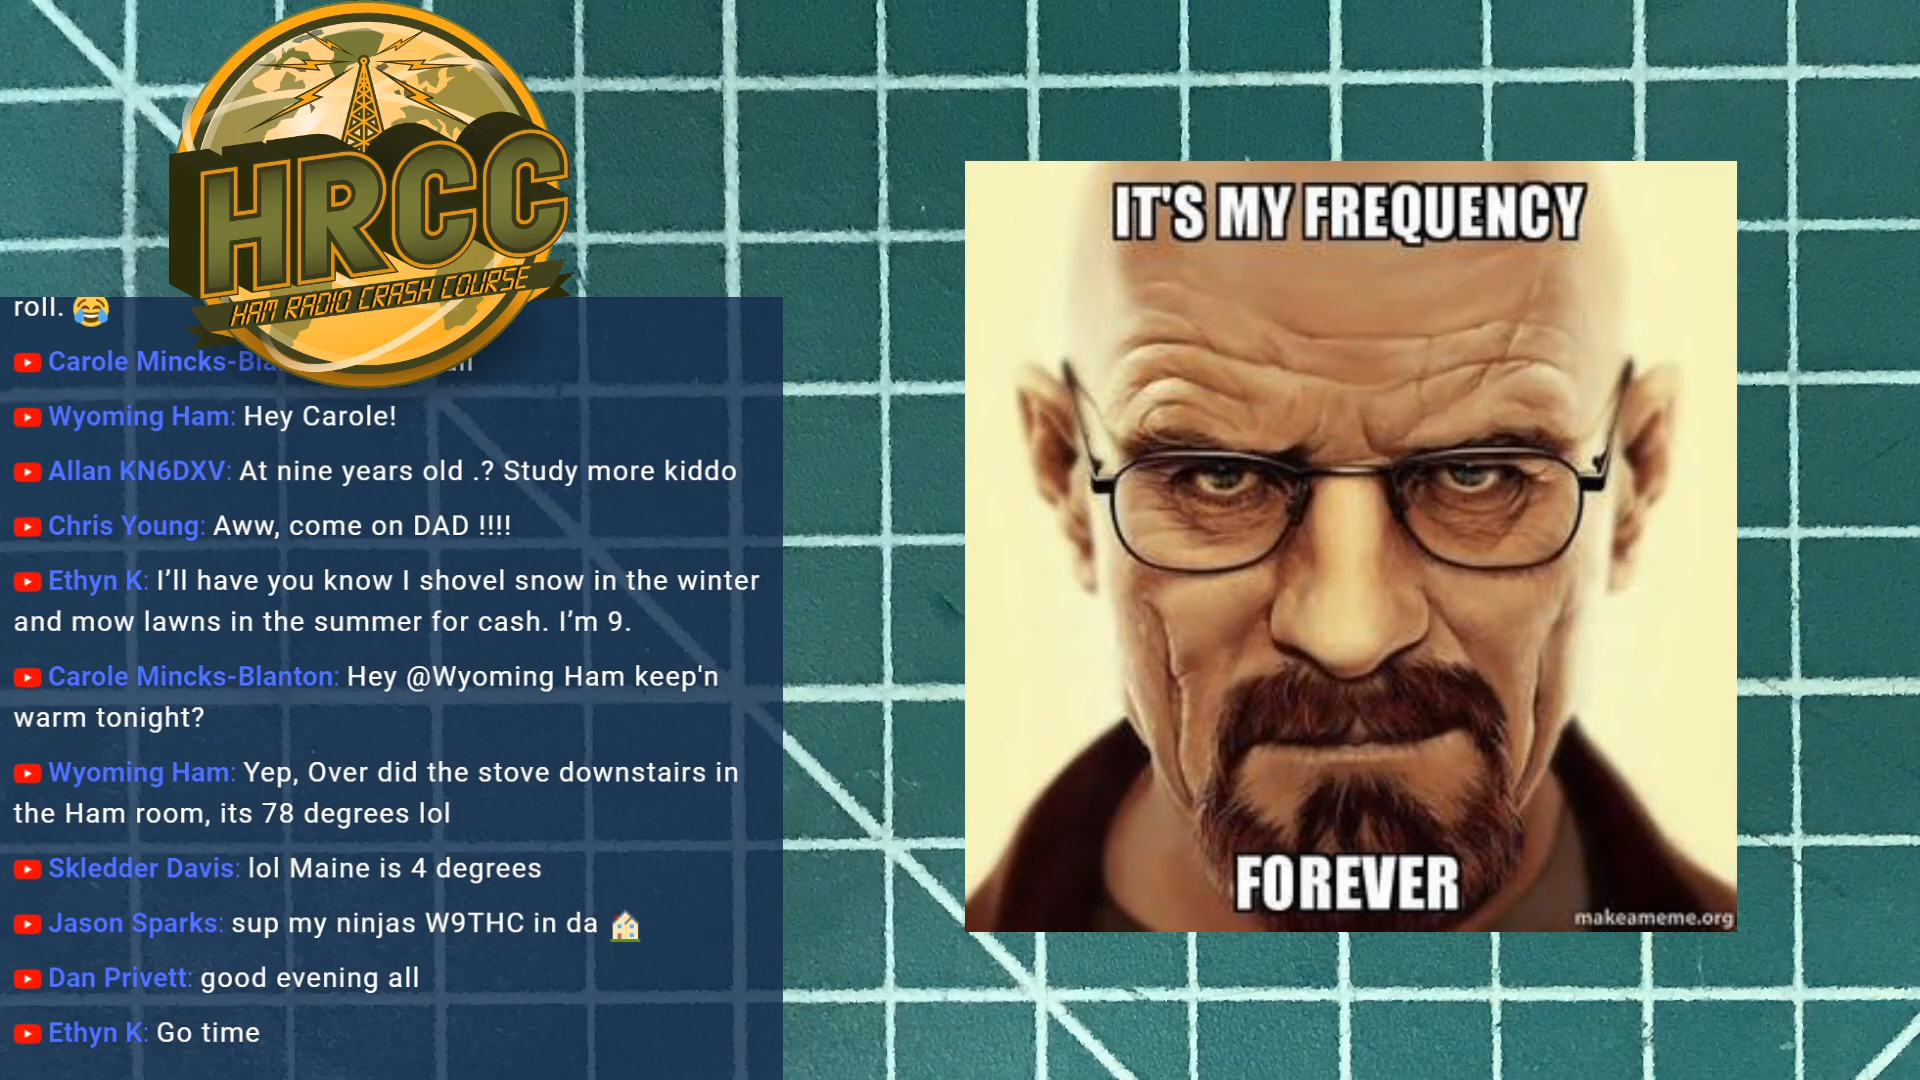 HRCC
HAM RADIO CRASH COURSE
roll. 😂
Carole Mincks-Bla
Wyoming Ham: Hey Carole!
Allan KN6DXV: At nine years old .? Study more kiddo
Chris Young: Aww, come on DAD !!!!
Ethyn K: I’ll have you know I shovel snow in the winter
and mow lawns in the summer for cash. I’m 9.
Carole Mincks-Blanton: Hey @Wyoming Ham keep'n
warm tonight?
Wyoming Ham: Yep, Over did the stove downstairs in
the Ham room, its 78 degrees lol
Skledder Davis: lol Maine is 4 degrees
Jason Sparks: sup my ninjas W9THC in da 🏠
Dan Privett: good evening all
Ethyn K: Go time
IT'S MY FREQUENCY
FOREVER
makeameme.org